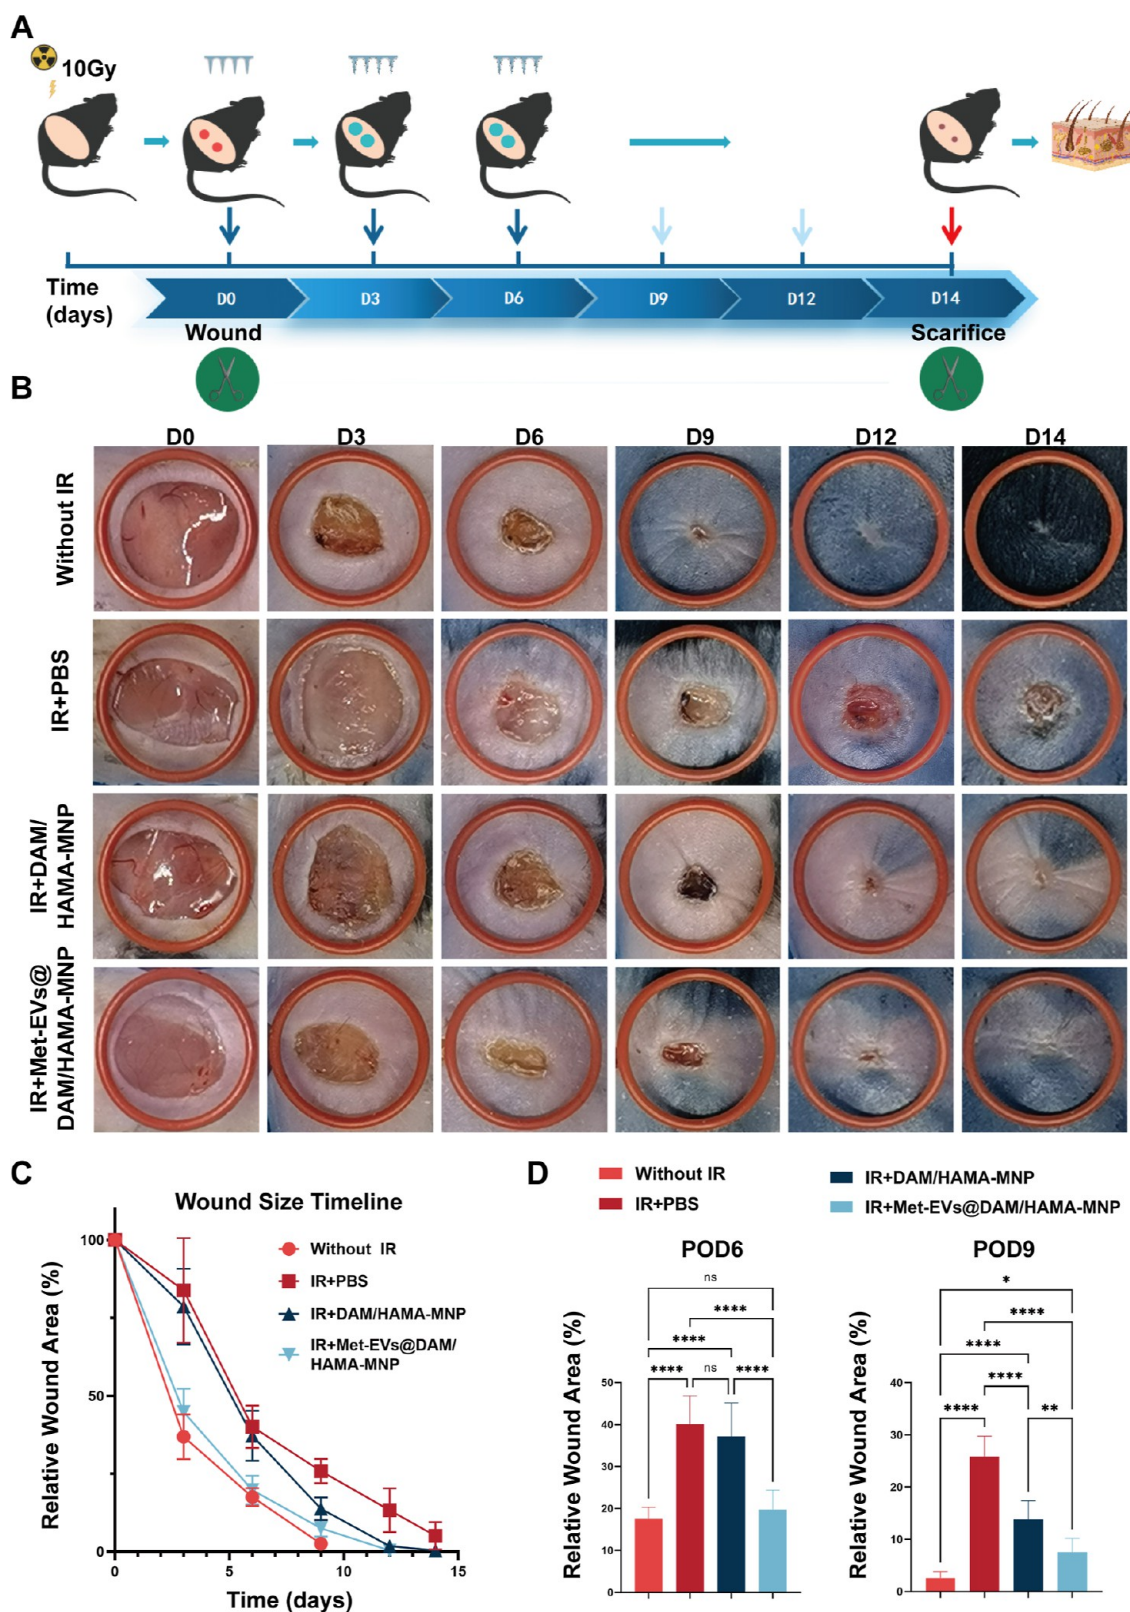 A
10Gy
Time
(days)
D0 D3 D6 D9 D12 D14
Wound
Scarifice
B
D0 D3 D6 D9 D12 D14
Without IR
IR+PBS
IR+DAM/
HAMA-MNP
IR+Met-EVs@
DAM/HAMA-MNP
C
Wound Size Timeline
Relative Wound Area (%)
100
50
0
0 5 10 15
Time (days)
Without IR
IR+PBS
IR+DAM/HAMA-MNP
IR+Met-EVs@DAM/
HAMA-MNP
D
Without IR
IR+PBS
IR+DAM/HAMA-MNP
IR+Met-EVs@DAM/HAMA-MNP
POD6
Relative Wound Area (%)
ns
****
****
**** ns ****
50
40
30
20
10
0
POD9
Relative Wound Area (%)
*
****
****
****
**** **
40
30
20
10
0